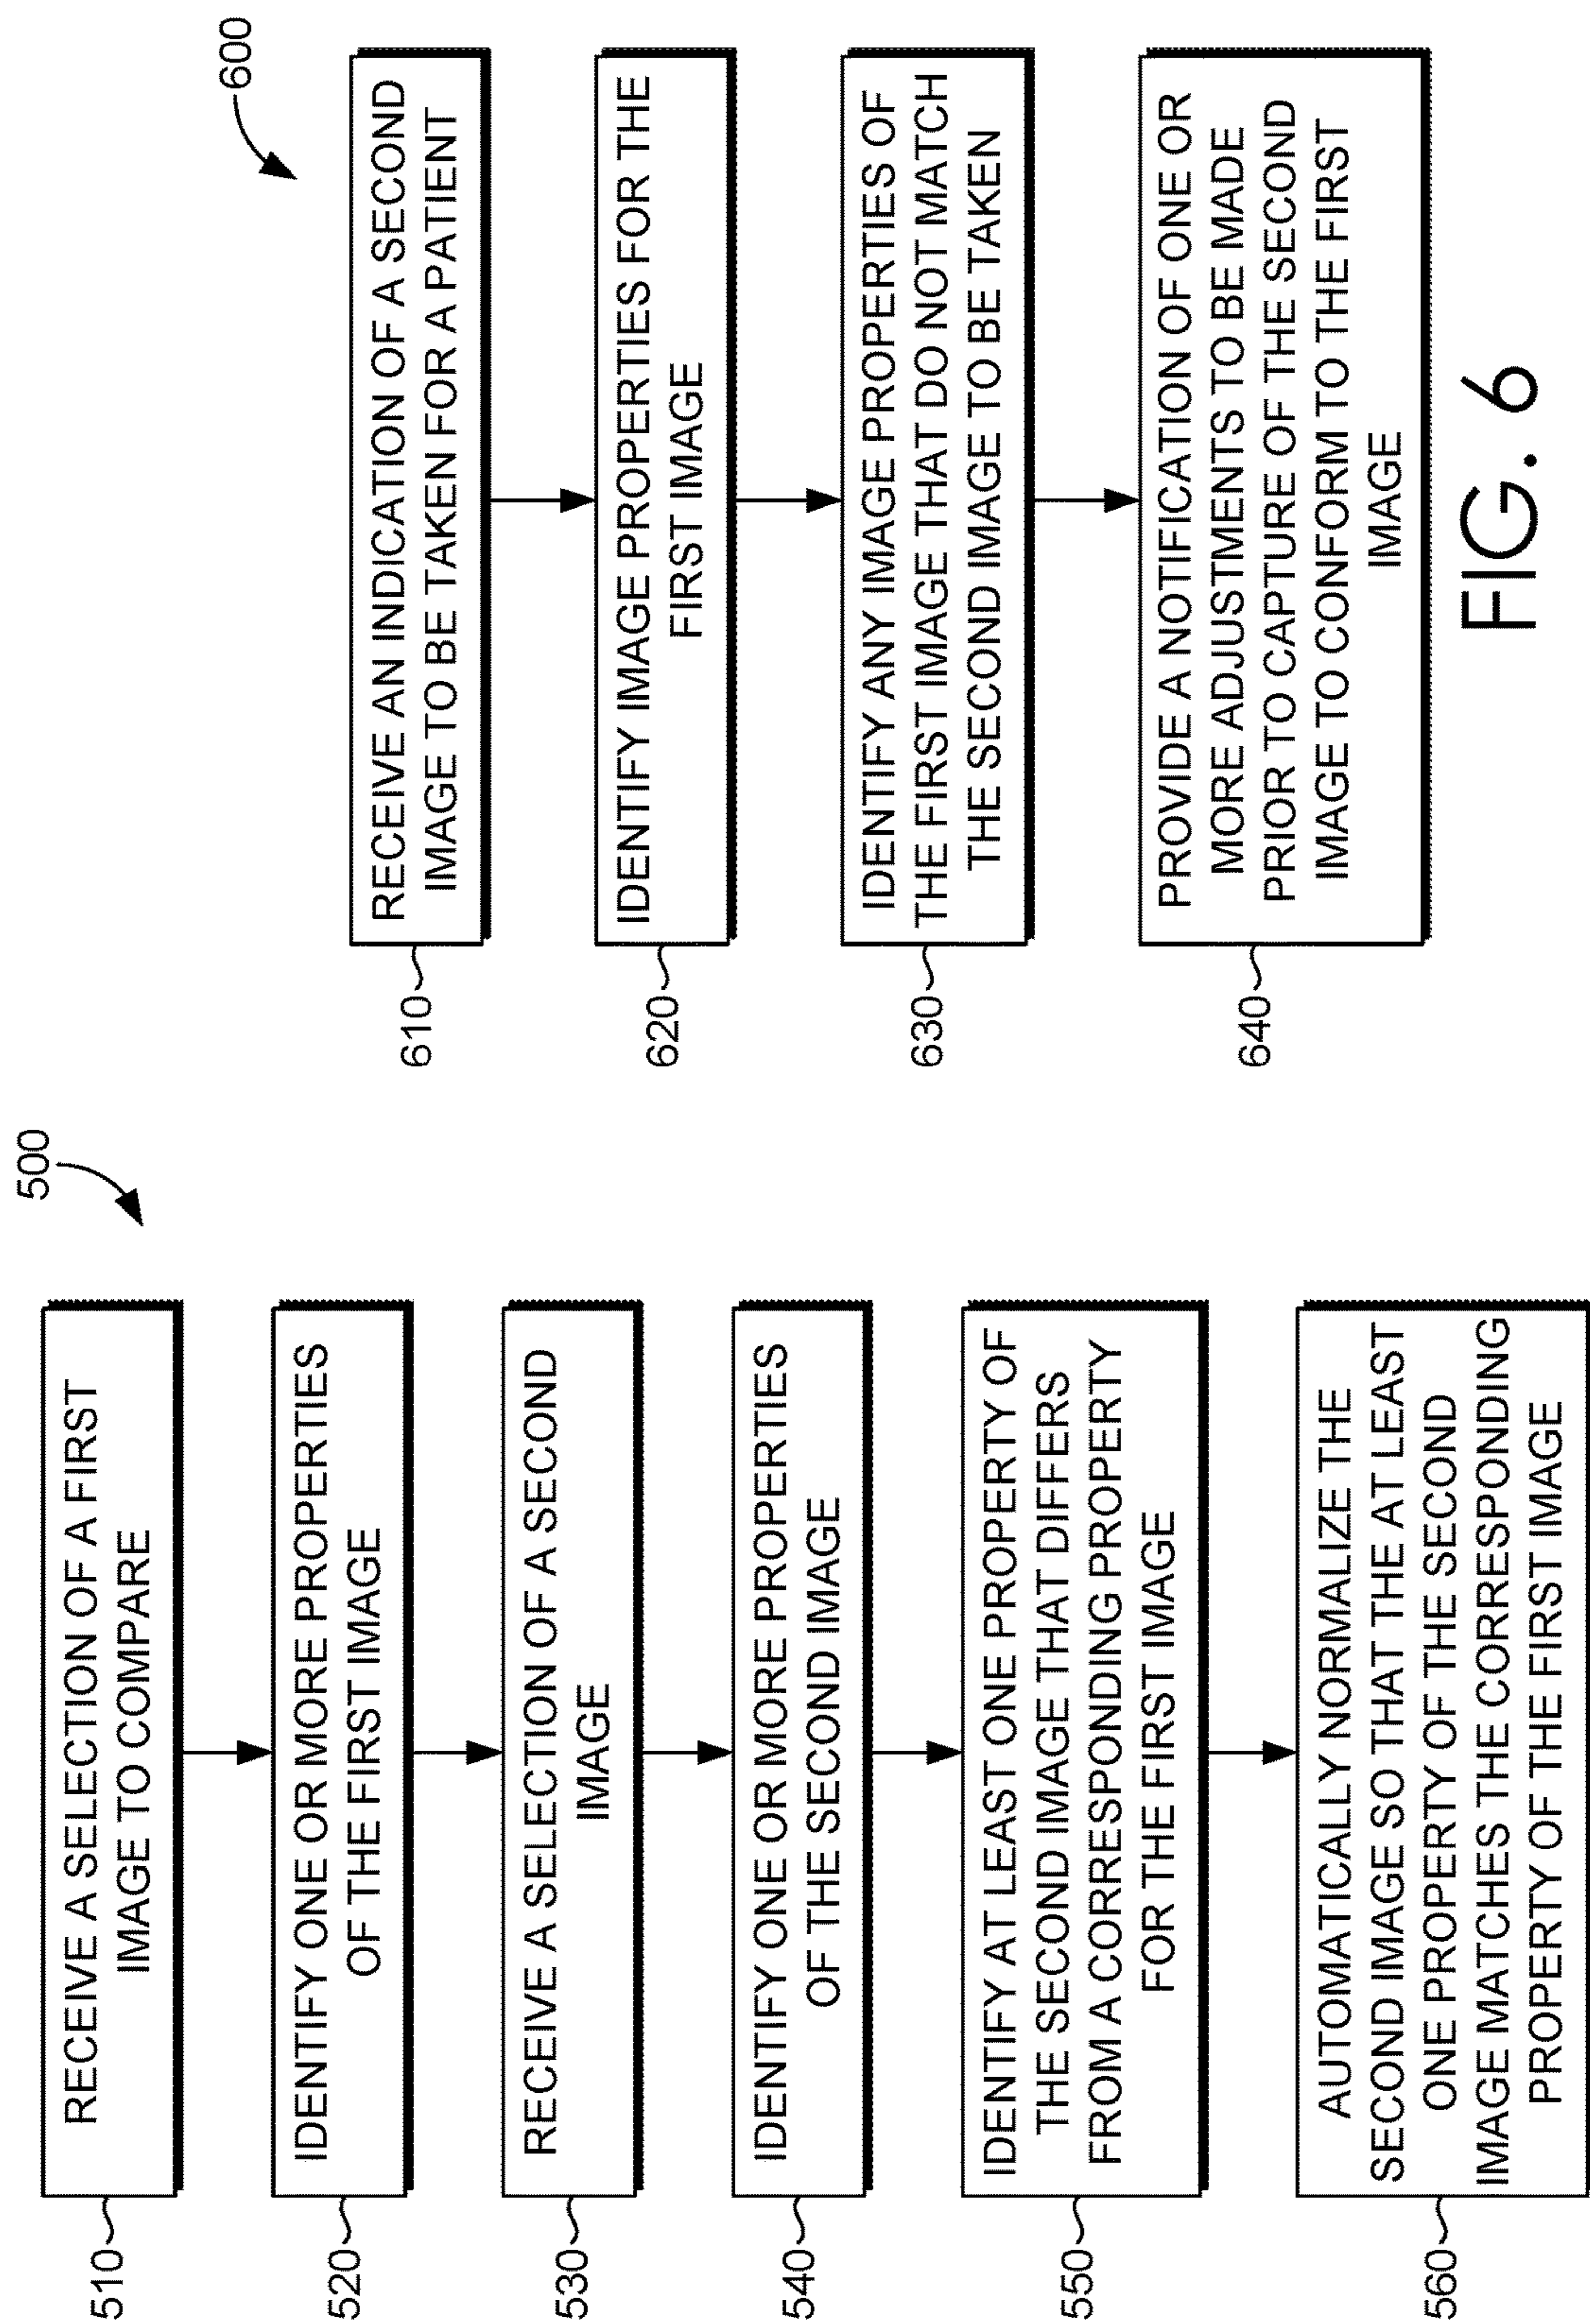 500
510
RECEIVE A SELECTION OF A FIRST
IMAGE TO COMPARE
520
IDENTIFY ONE OR MORE PROPERTIES
OF THE FIRST IMAGE
530
RECEIVE A SELECTION OF A SECOND
IMAGE
540
IDENTIFY ONE OR MORE PROPERTIES
OF THE SECOND IMAGE
550
IDENTIFY AT LEAST ONE PROPERTY OF
THE SECOND IMAGE THAT DIFFERS
FROM A CORRESPONDING PROPERTY
FOR THE FIRST IMAGE
560
AUTOMATICALLY NORMALIZE THE
SECOND IMAGE SO THAT THE AT LEAST
ONE PROPERTY OF THE SECOND
IMAGE MATCHES THE CORRESPONDING
PROPERTY OF THE FIRST IMAGE
600
610
RECEIVE AN INDICATION OF A SECOND
IMAGE TO BE TAKEN FOR A PATIENT
620
IDENTIFY IMAGE PROPERTIES FOR THE
FIRST IMAGE
630
IDENTIFY ANY IMAGE PROPERTIES OF
THE FIRST IMAGE THAT DO NOT MATCH
THE SECOND IMAGE TO BE TAKEN
640
PROVIDE A NOTIFICATION OF ONE OR
MORE ADJUSTMENTS TO BE MADE
PRIOR TO CAPTURE OF THE SECOND
IMAGE TO CONFORM TO THE FIRST
IMAGE
FIG. 6